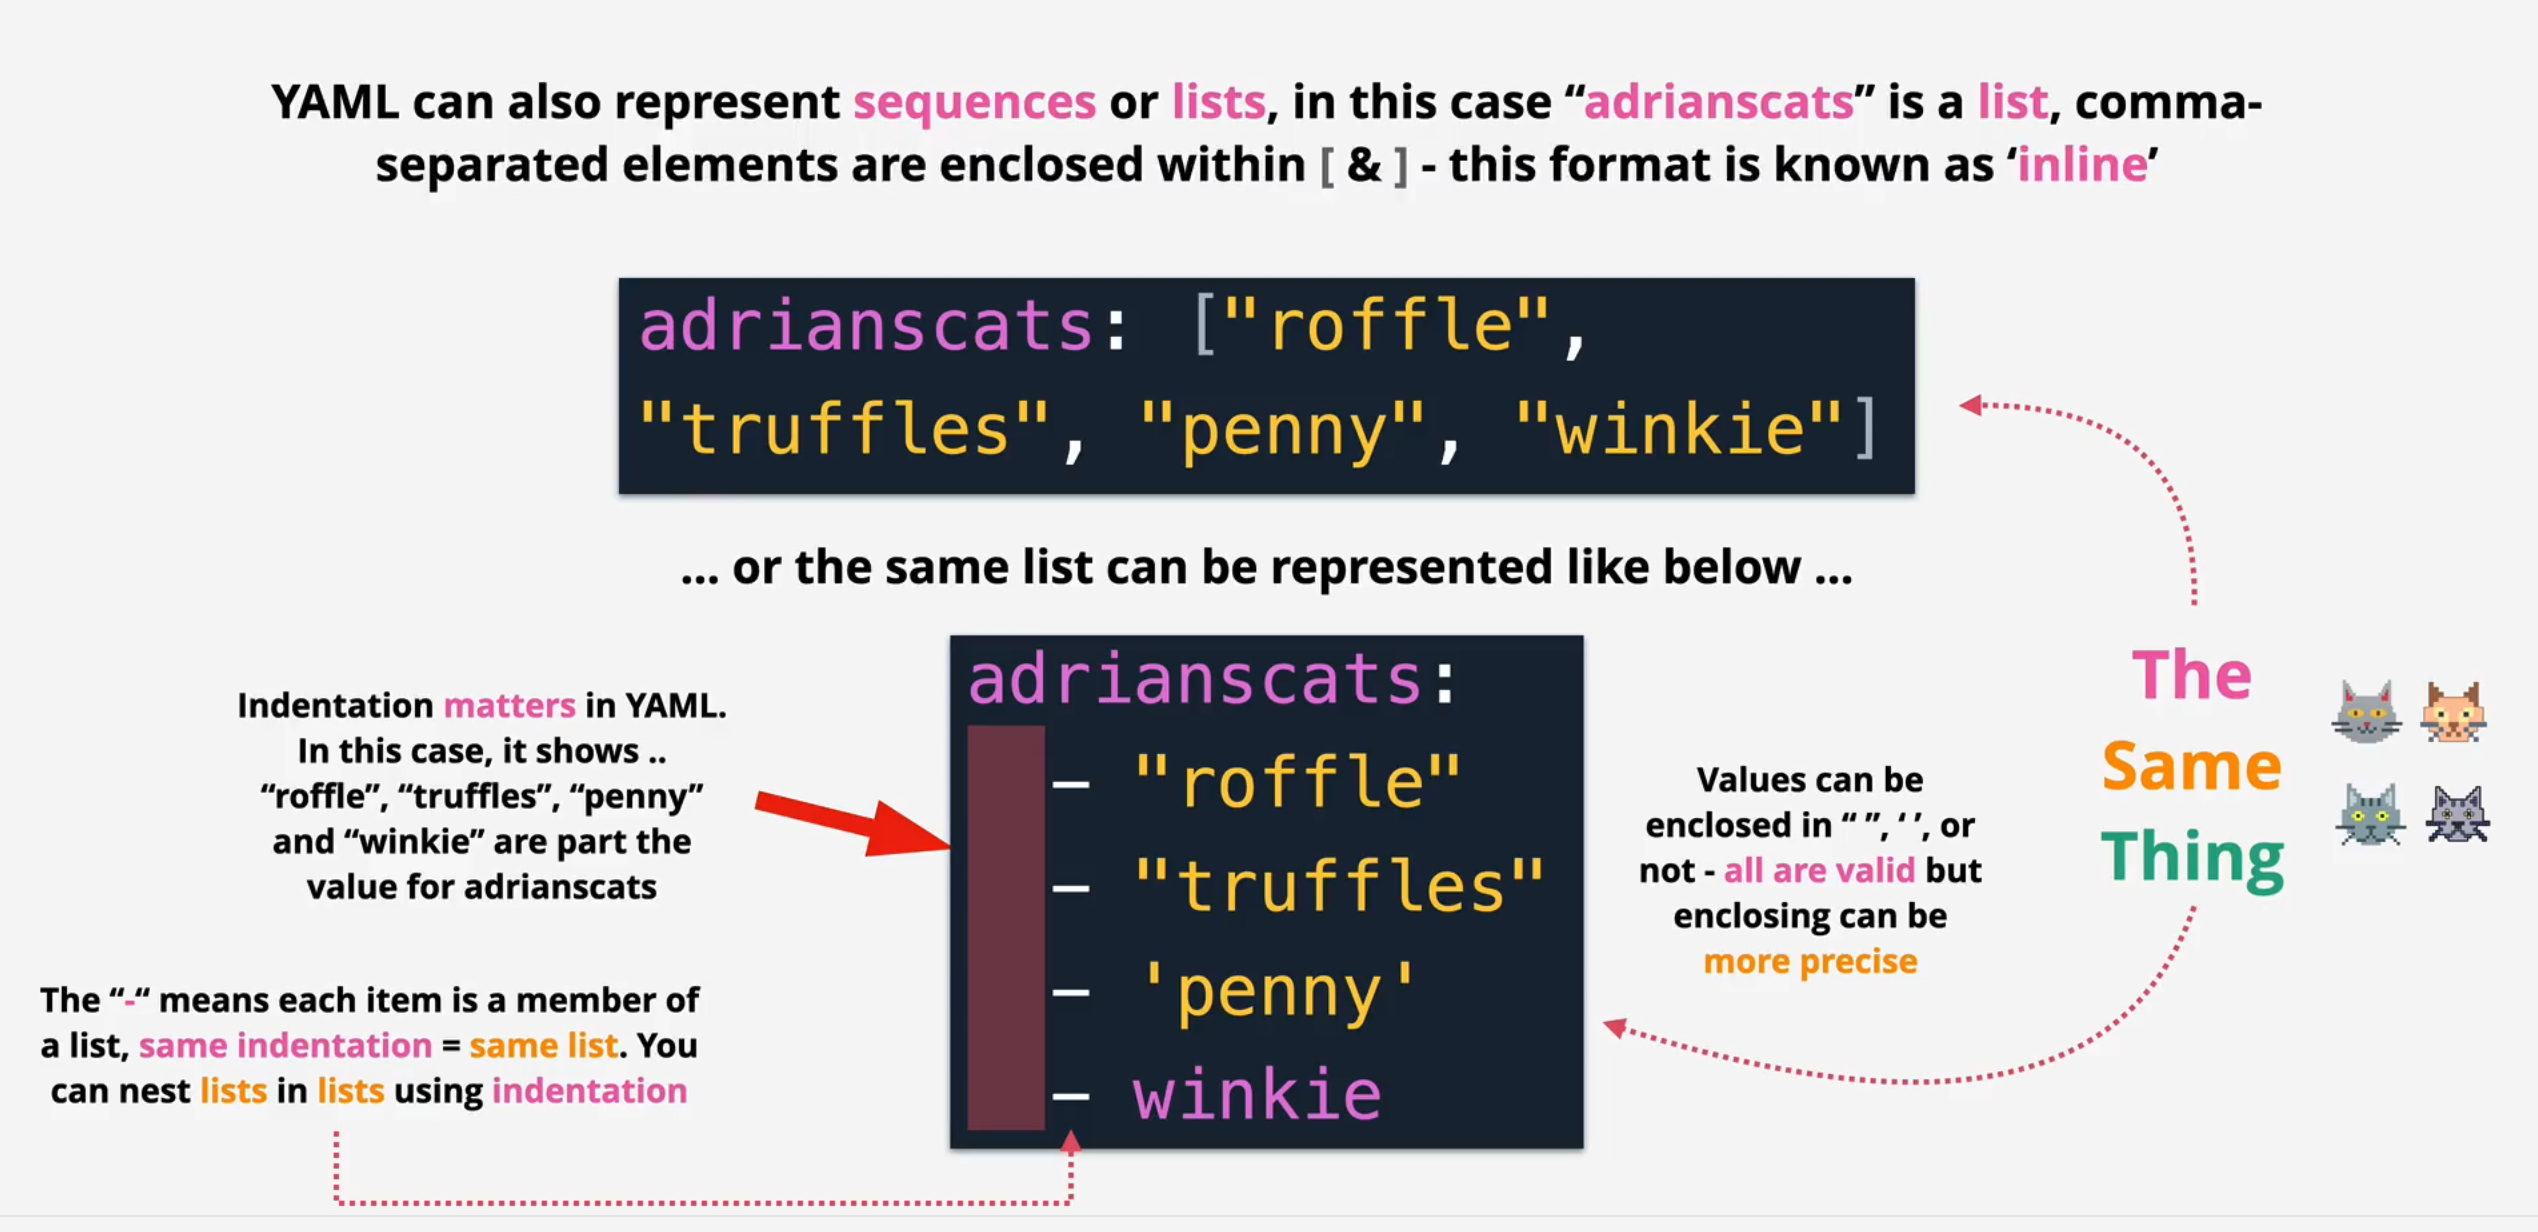 YAML can also represent sequences or lists, in this case “adrianscats” is a list, comma-
separated elements are enclosed within [ & ] - this format is known as ‘inline’
adrianscats: ["roffle",
"truffles", "penny", "winkie"]
... or the same list can be represented like below ...
Indentation matters in YAML.
In this case, it shows ..
“roffle”, “truffles”, “penny”
and “winkie” are part the
value for adrianscats
The “-“ means each item is a member of
a list, same indentation = same list. You
can nest lists in lists using indentation
adrianscats:
- "roffle"
- "truffles"
- 'penny'
- winkie
Values can be
enclosed in “ ”, ‘ ’, or
not - all are valid but
enclosing can be
more precise
The
Same
Thing